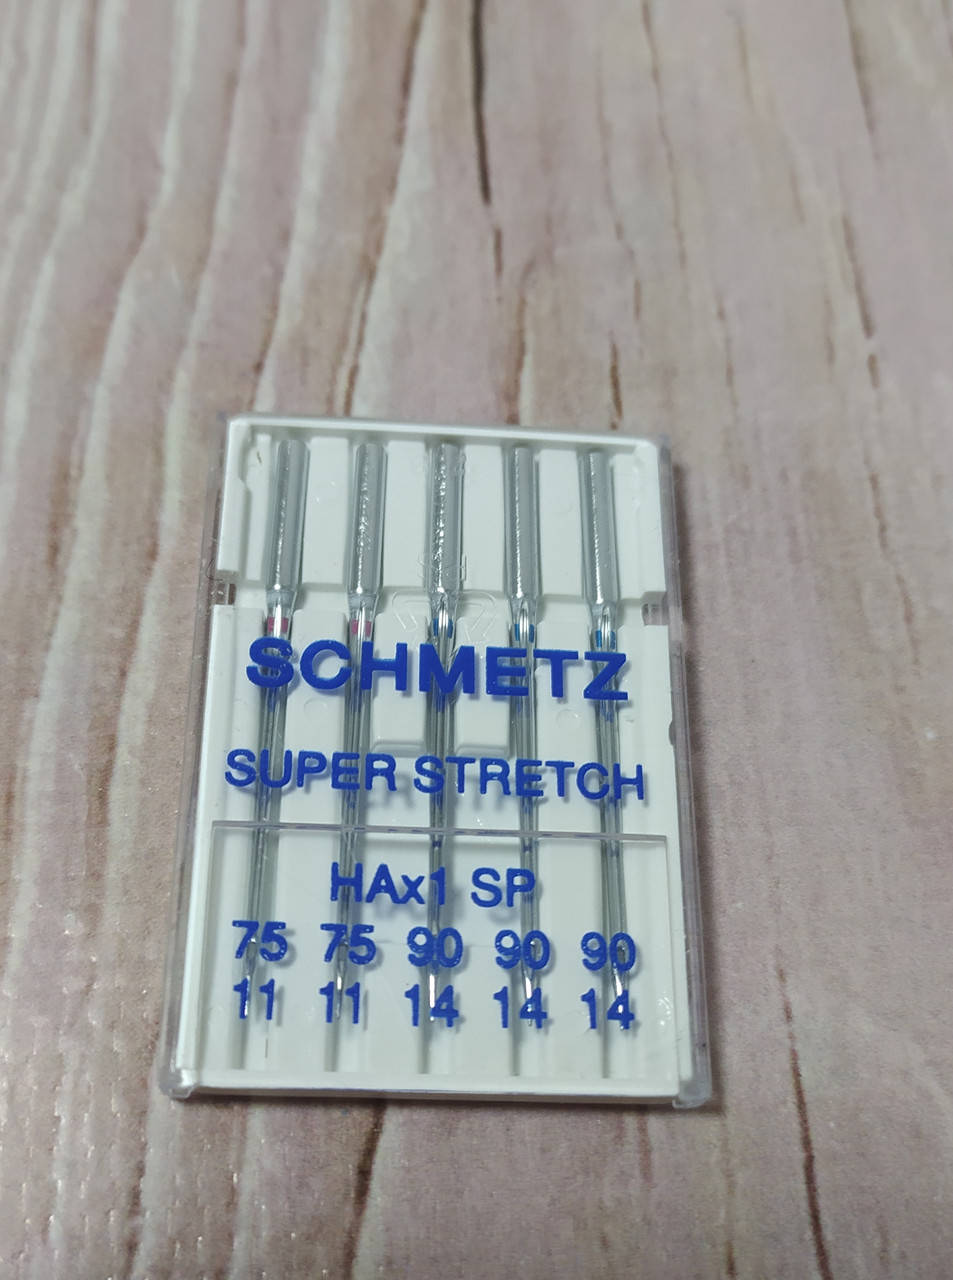 SCHMETZ
SUPER STRETCH
HAx1 SP
75 75 90 90 90
11 11 14 14 14